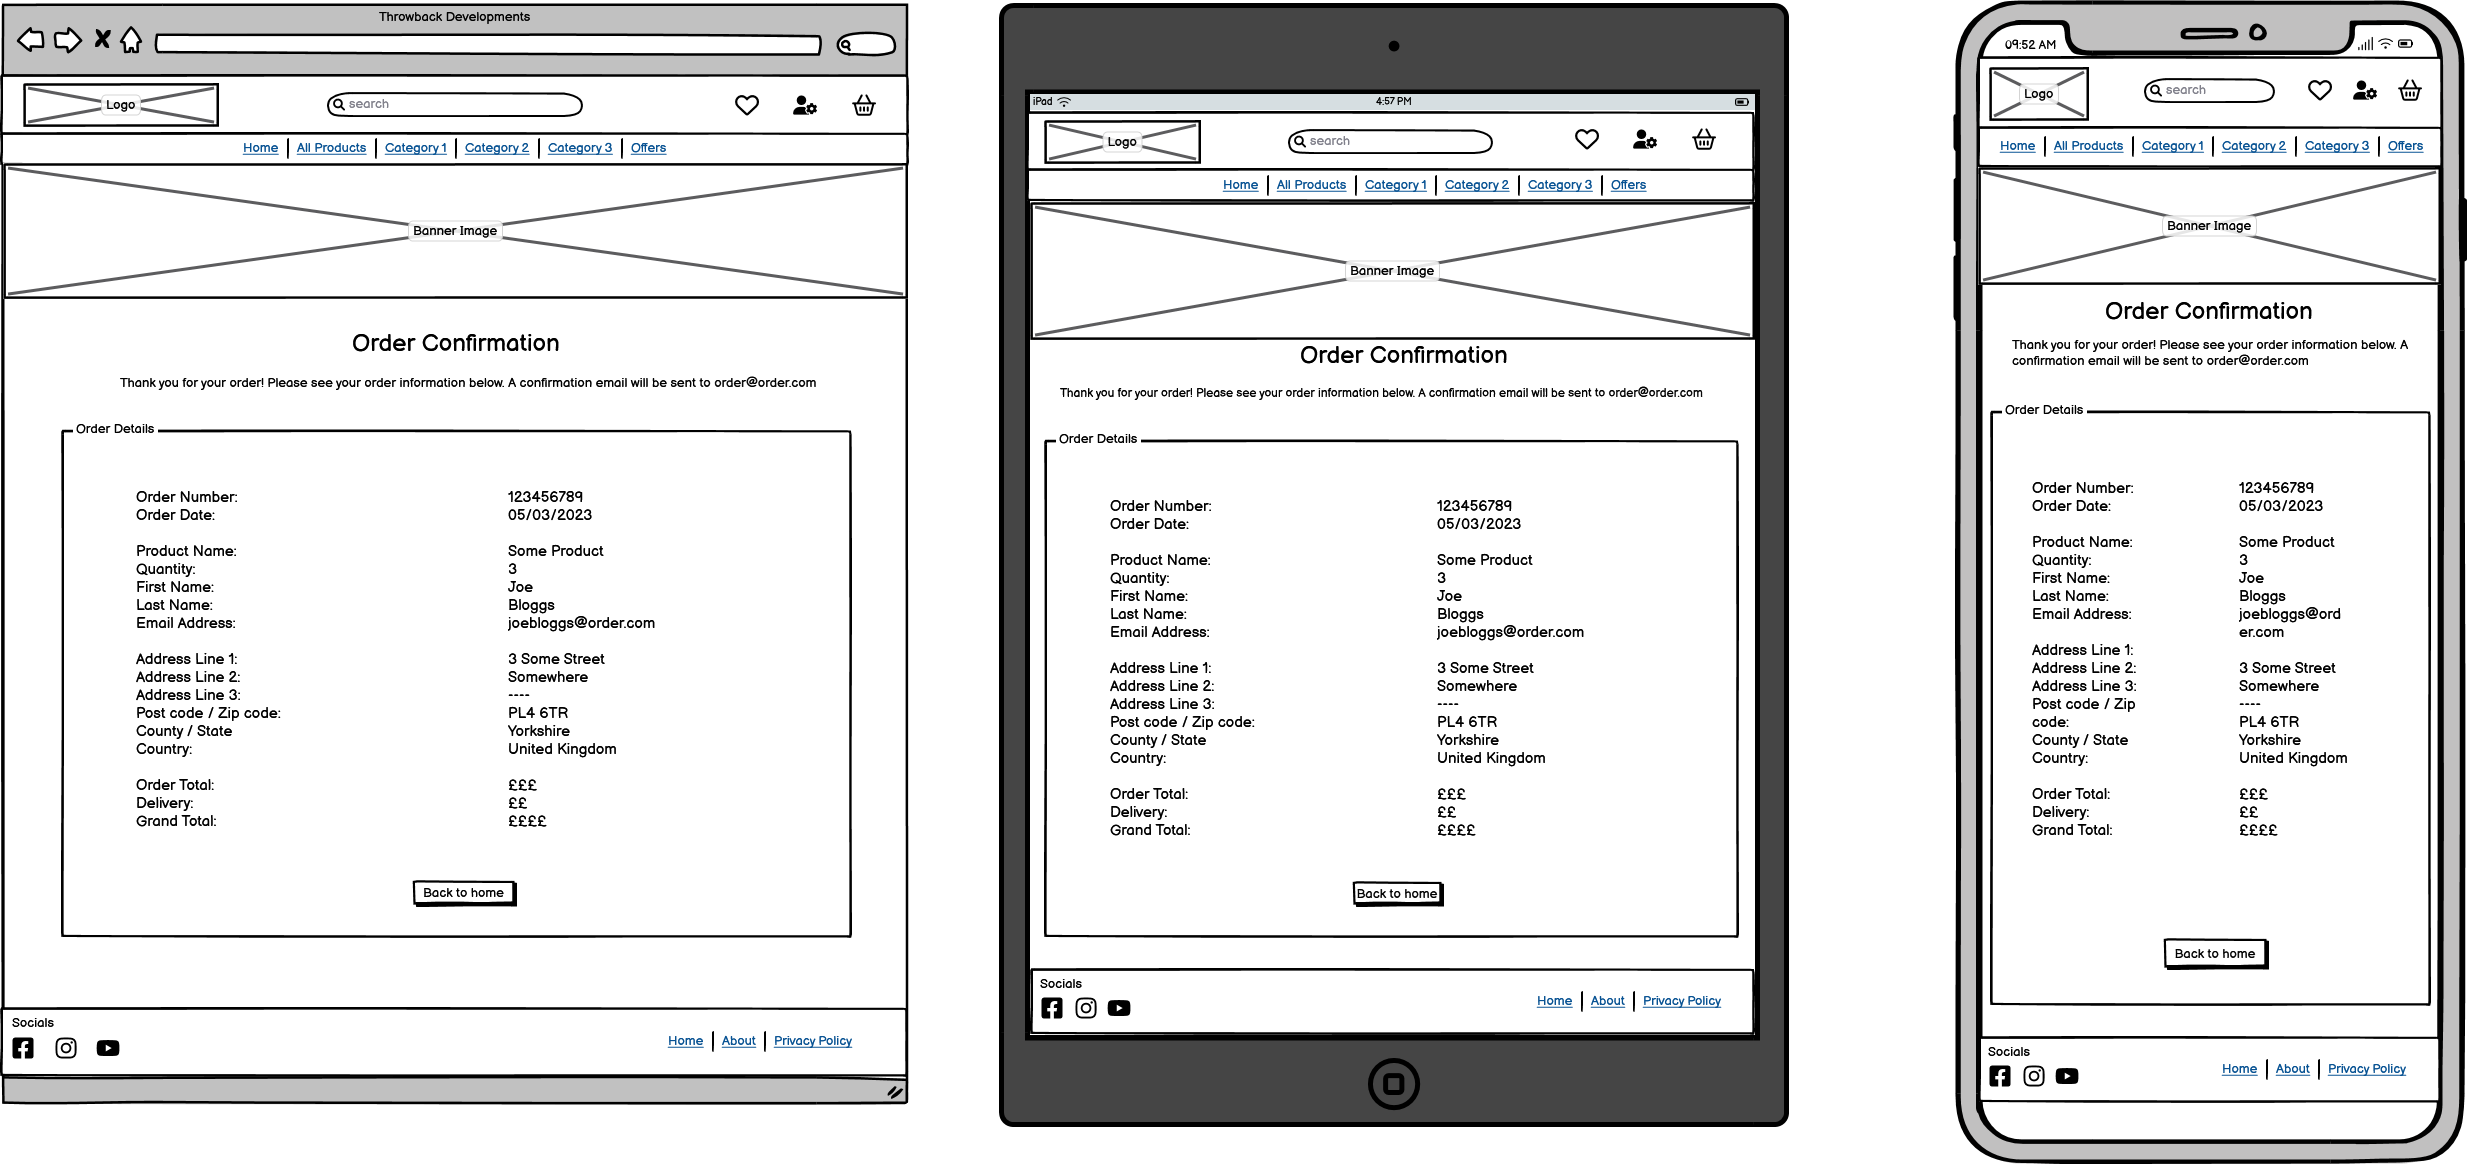 Throwback Developments
Logo
search
Home All Products Category 1 Category 2 Category 3 Offers
Banner Image
Order Confirmation
Thank you for your order! Please see your order information below. A confirmation email will be sent to order@order.com
Order Details
Order Number: 123456789
Order Date: 05/03/2023
Product Name: Some Product
Quantity: 3
First Name: Joe
Last Name: Bloggs
Email Address: joebloggs@order.com
Address Line 1: 3 Some Street
Address Line 2: Somewhere
Address Line 3: ----
Post code / Zip code: PL4 6TR
County / State Yorkshire
Country: United Kingdom
Order Total: £££
Delivery: ££
Grand Total: ££££
Back to home
Socials
Home About Privacy Policy
iPad 4:57 PM
Logo
search
Home All Products Category 1 Category 2 Category 3 Offers
Banner Image
Order Confirmation
Thank you for your order! Please see your order information below. A confirmation email will be sent to order@order.com
Order Details
Order Number: 123456789
Order Date: 05/03/2023
Product Name: Some Product
Quantity: 3
First Name: Joe
Last Name: Bloggs
Email Address: joebloggs@order.com
Address Line 1: 3 Some Street
Address Line 2: Somewhere
Address Line 3: ----
Post code / Zip code: PL4 6TR
County / State Yorkshire
Country: United Kingdom
Order Total: £££
Delivery: ££
Grand Total: ££££
Back to home
Socials
Home About Privacy Policy
09:52 AM
Logo
search
Home All Products Category 1 Category 2 Category 3 Offers
Banner Image
Order Confirmation
Thank you for your order! Please see your order information below. A
confirmation email will be sent to order@order.com
Order Details
Order Number: 123456789
Order Date: 05/03/2023
Product Name: Some Product
Quantity: 3
First Name: Joe
Last Name: Bloggs
Email Address: joebloggs@ord
er.com
Address Line 1:
Address Line 2: 3 Some Street
Address Line 3: Somewhere
Post code / Zip ----
code: PL4 6TR
County / State Yorkshire
Country: United Kingdom
Order Total: £££
Delivery: ££
Grand Total: ££££
Back to home
Socials
Home About Privacy Policy